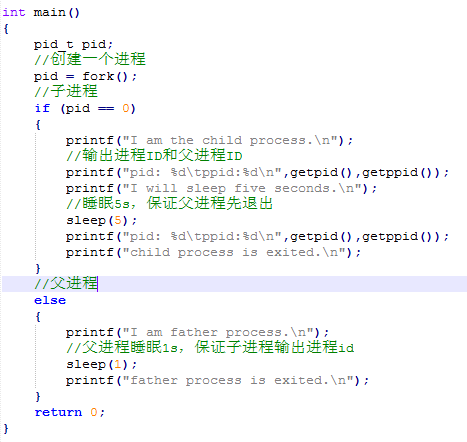 int main()
{
    pid_t pid;
    //创建一个进程
    pid = fork();
    //子进程
    if (pid == 0)
    {
        printf("I am the child process.\n");
        //输出进程ID和父进程ID
        printf("pid: %d\tppid:%d\n",getpid(),getppid());
        printf("I will sleep five seconds.\n");
        //睡眠5s，保证父进程先退出
        sleep(5);
        printf("pid: %d\tppid:%d\n",getpid(),getppid());
        printf("child process is exited.\n");
    }
    //父进程
    else
    {
        printf("I am father process.\n");
        //父进程睡眠1s，保证子进程输出进程id
        sleep(1);
        printf("father process is exited.\n");
    }
    return 0;
}